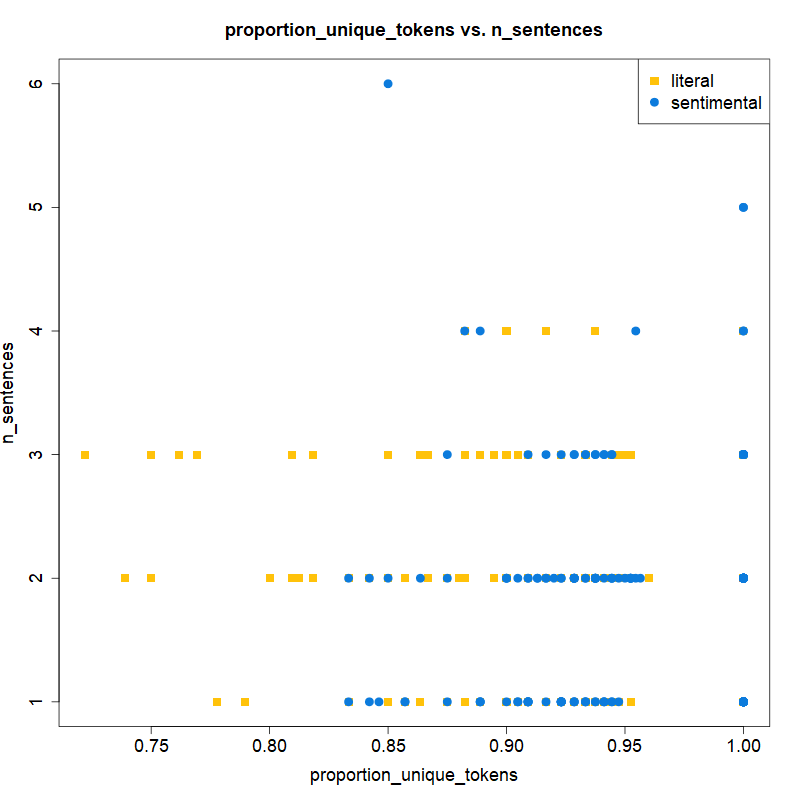 proportion_unique_tokens vs. n_sentences
literal
sentimental
6
5
4
3
2
1
n_sentences
0.75 0.80 0.85 0.90 0.95 1.00
proportion_unique_tokens